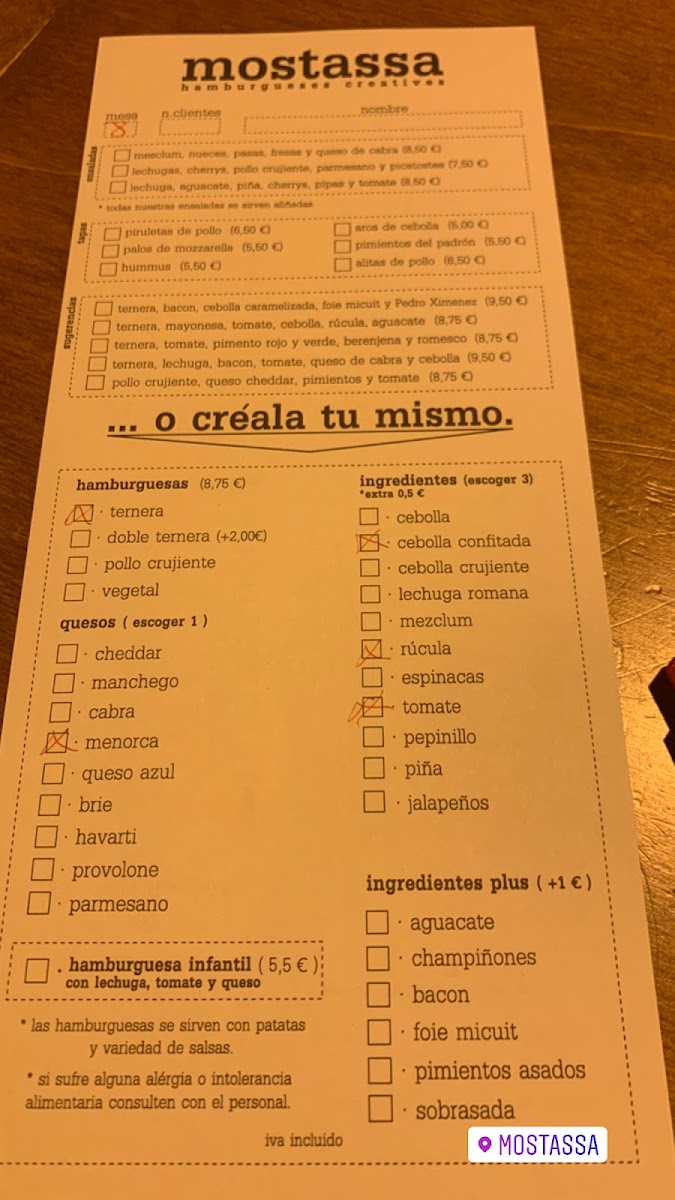 mostassa
hamburgueses creatives
mesa
n.clientes
nombre
8
ensaladas
mesclum, nueces, pasas, fresas y queso de cabra (8,50 €)
lechugas, cherrys, pollo crujiente, parmesano y picatostes (7,50 €)
lechuga, aguacate, piña, cherrys, pipas y tomate (8,50 €)
* todas nuestras ensaladas se sirven aliñadas
tapas
piruletas de pollo (6,50 €)
palos de mozzarella (5,50 €)
hummus (5,50 €)
aros de cebolla (5,00 €)
pimientos del padrón (5,50 €)
alitas de pollo (6,50 €)
sugerencias
ternera, bacon, cebolla caramelizada, foie micuit y Pedro Ximenez (9,50 €)
ternera, mayonesa, tomate, cebolla, rúcula, aguacate (8,75 €)
ternera, tomate, pimento rojo y verde, berenjena y romesco (8,75 €)
ternera, lechuga, bacon, tomate, queso de cabra y cebolla (9,50 €)
pollo crujiente, queso cheddar, pimientos y tomate (8,75 €)
... o créala tu mismo.
hamburguesas (8,75 €)
· ternera
· doble ternera (+2,00€)
· pollo crujiente
· vegetal
quesos ( escoger 1 )
· cheddar
· manchego
· cabra
· menorca
· queso azul
· brie
· havarti
· provolone
· parmesano
. hamburguesa infantil ( 5,5 € )
con lechuga, tomate y queso
* las hamburguesas se sirven con patatas
y variedad de salsas.
* si sufre alguna alérgia o intolerancia
alimentaria consulten con el personal.
ingredientes (escoger 3)
*extra 0,5 €
· cebolla
· cebolla confitada
· cebolla crujiente
· lechuga romana
· mezclum
· rúcula
· espinacas
· tomate
· pepinillo
· piña
· jalapeños
ingredientes plus ( +1 € )
· aguacate
· champiñones
· bacon
· foie micuit
· pimientos asados
· sobrasada
iva incluido
MOSTASSA